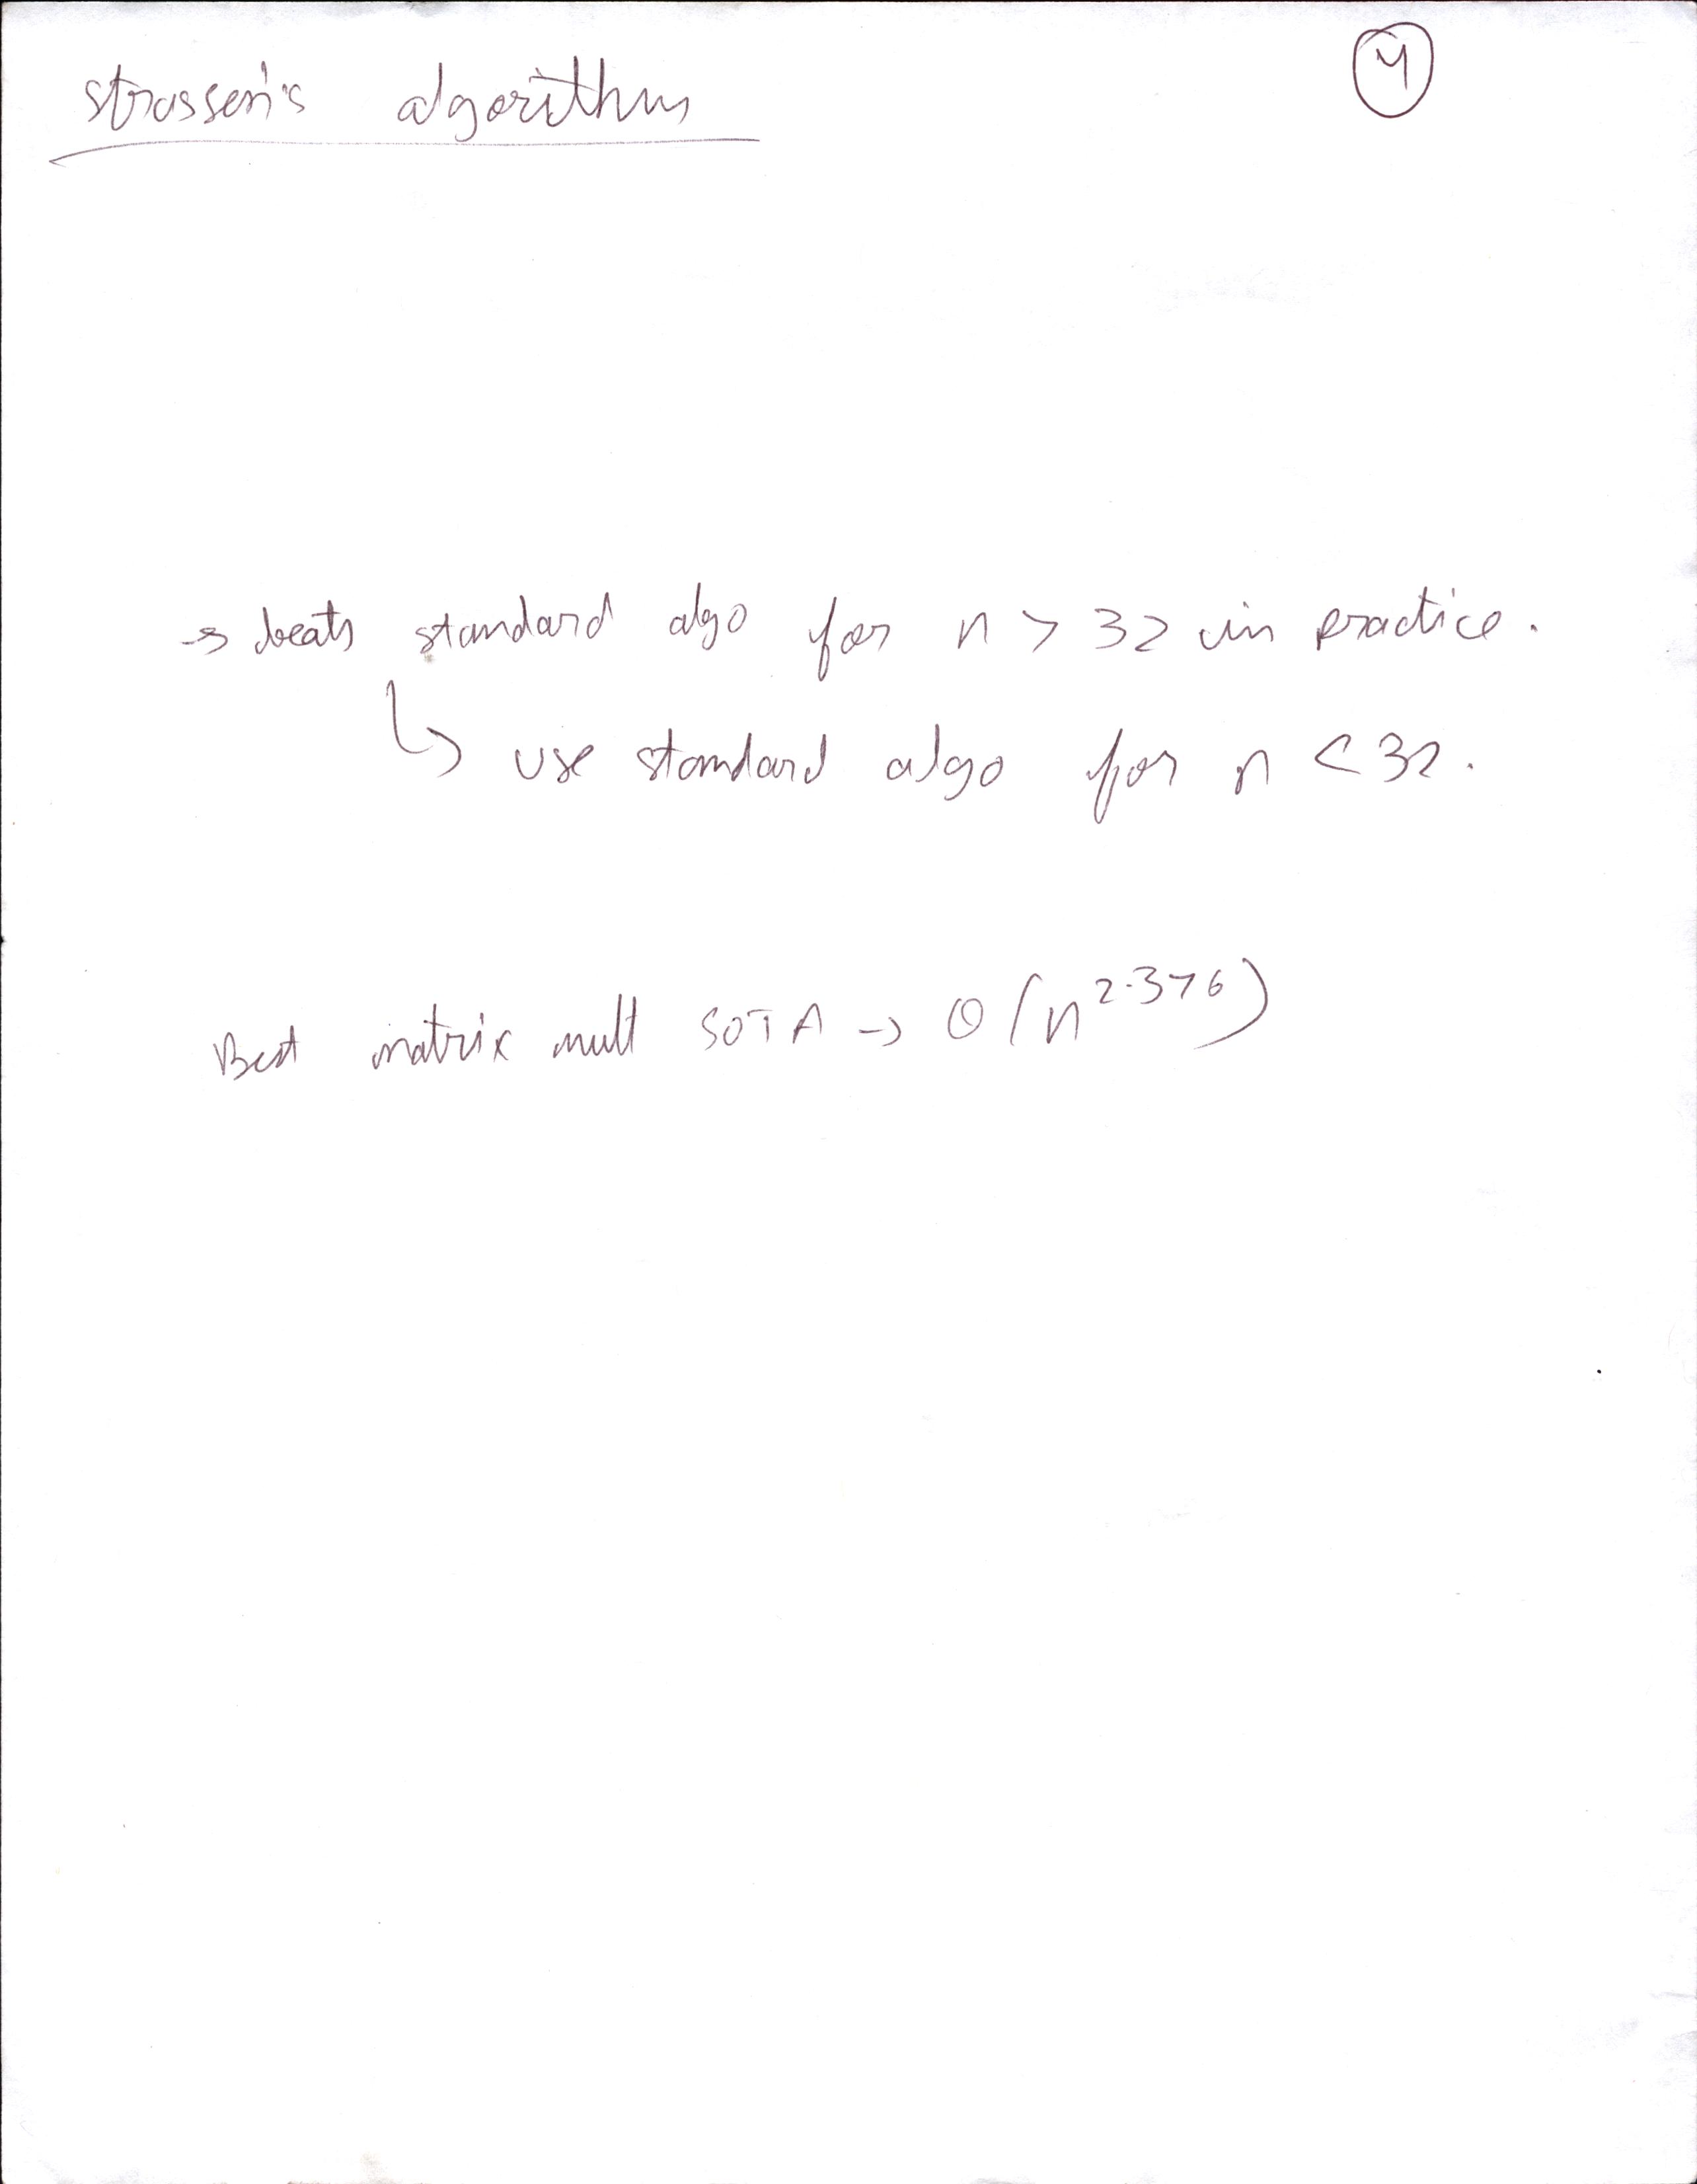 strassen's algorithm
4
→ beats standard algo for n > 32 in practice.
↳ use standard algo for n < 32.
Best matrix mult SOTA → O(n^2.376)